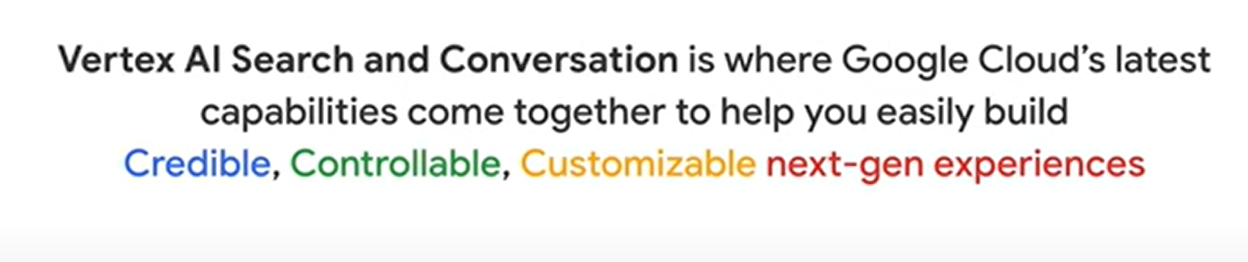 Vertex AI Search and Conversation is where Google Cloud’s latest
capabilities come together to help you easily build
Credible, Controllable, Customizable next-gen experiences